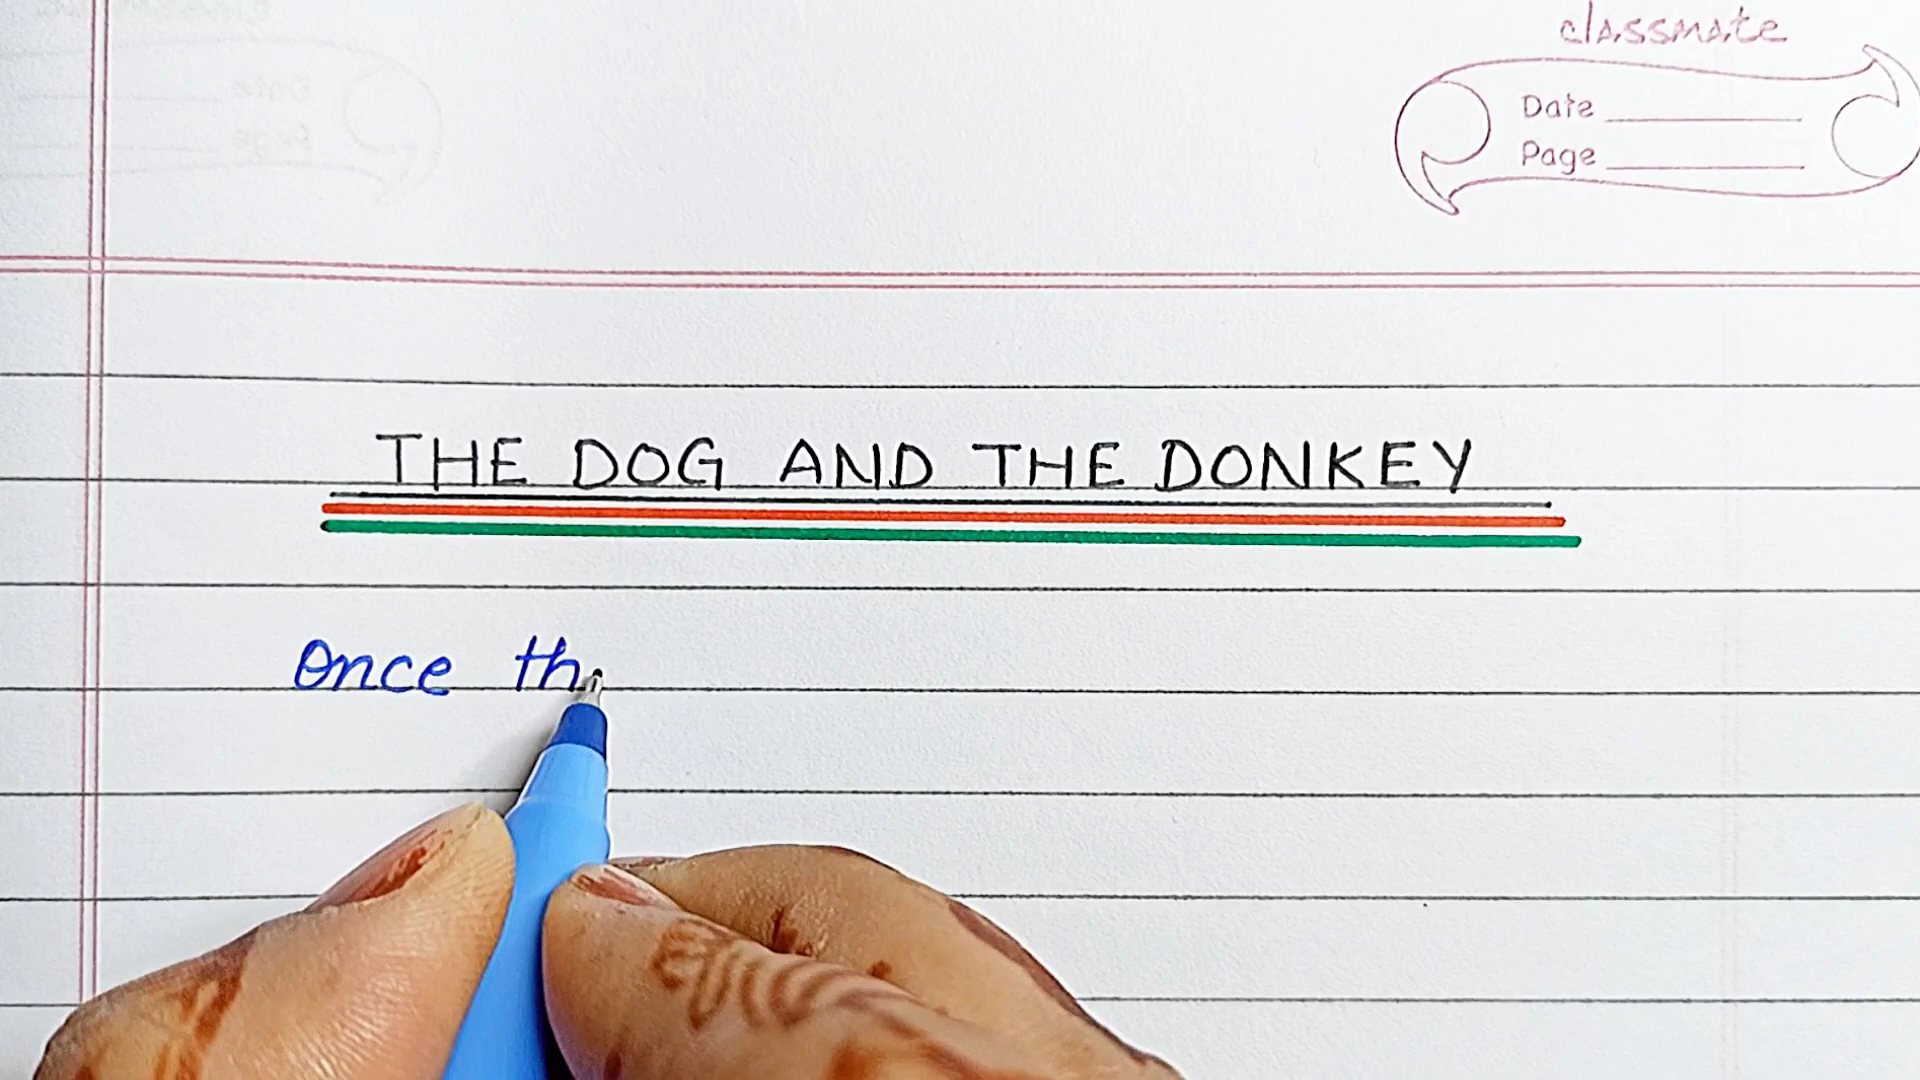 classmate
Date
Page
THE DOG AND THE DONKEY
Once th